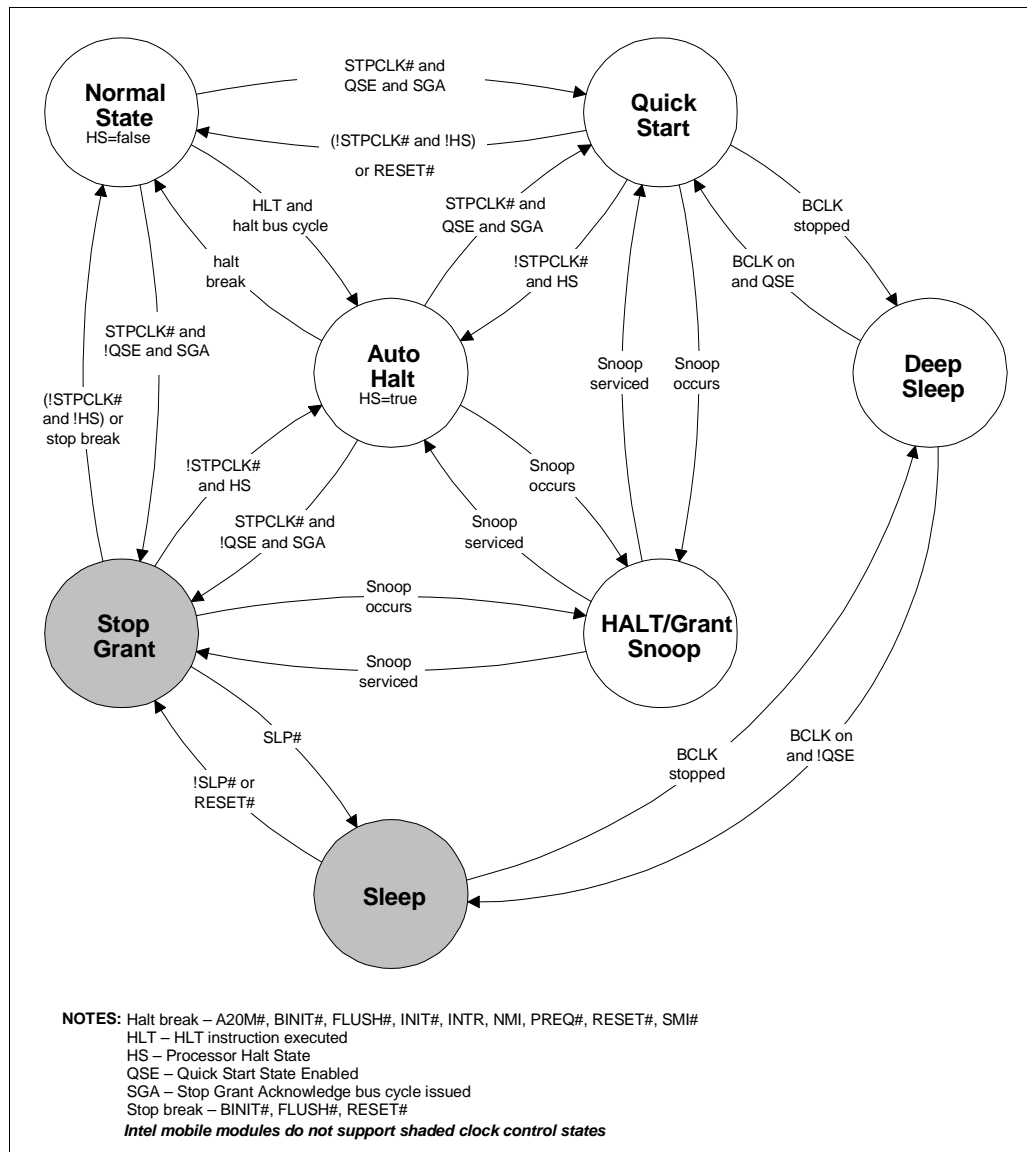 Normal
State
HS=false
STPCLK# and
QSE and SGA
Quick
Start
(!STPCLK# and !HS)
or RESET#
HLT and
halt bus cycle
STPCLK# and
QSE and SGA
BCLK
stopped
halt
break
!STPCLK#
and HS
BCLK on
and QSE
STPCLK# and
!QSE and SGA
Auto
Halt
HS=true
Snoop
serviced
Snoop
occurs
Deep
Sleep
(!STPCLK#
and !HS) or
stop break
!STPCLK#
and HS
Snoop
occurs
STPCLK# and
!QSE and SGA
Snoop
serviced
Stop
Grant
Snoop
occurs
HALT/Grant
Snoop
Snoop
serviced
SLP#
BCLK
stopped
BCLK on
and !QSE
!SLP# or
RESET#
Sleep
NOTES: Halt break – A20M#, BINIT#, FLUSH#, INIT#, INTR, NMI, PREQ#, RESET#, SMI#
HLT – HLT instruction executed
HS – Processor Halt State
QSE – Quick Start State Enabled
SGA – Stop Grant Acknowledge bus cycle issued
Stop break – BINIT#, FLUSH#, RESET#
Intel mobile modules do not support shaded clock control states